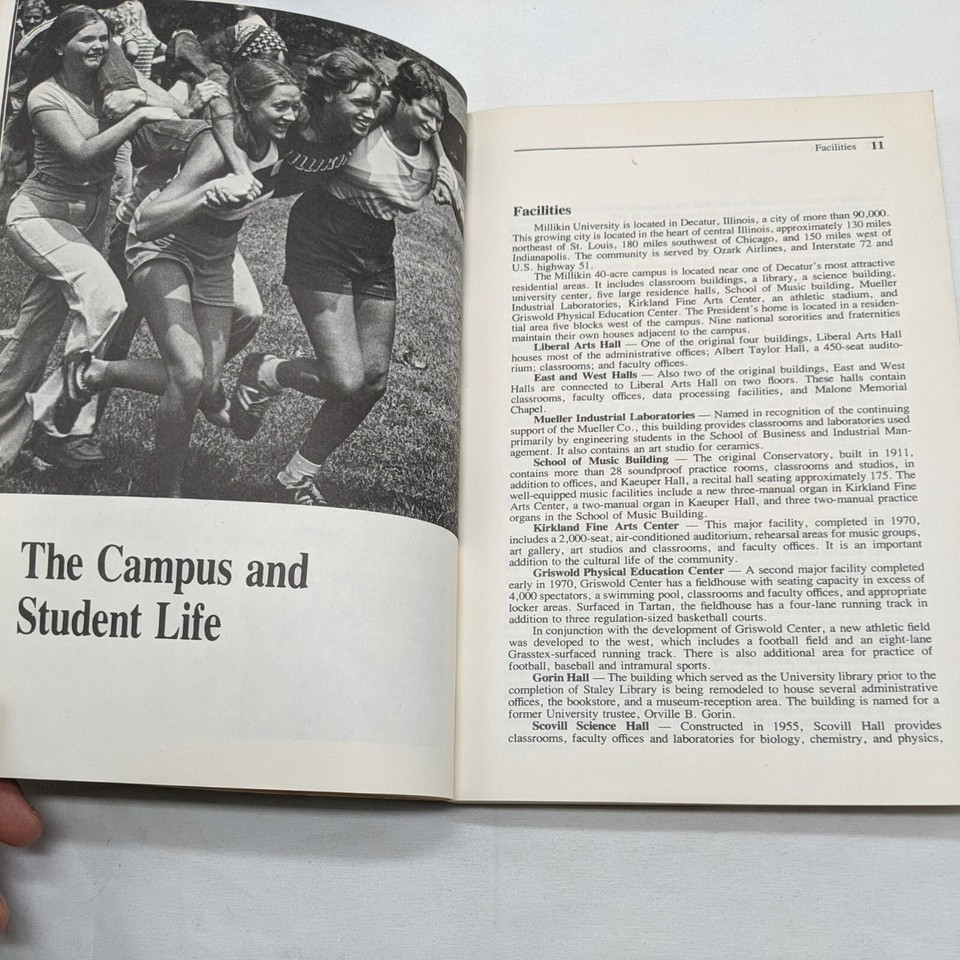 MILLIKIN
The Campus and
Student Life
Facilities 11
Facilities
Millikin University is located in Decatur, Illinois, a city of more than 90,000.
This growing city is located in the heart of central Illinois, approximately 130 miles
northeast of St. Louis, 180 miles southwest of Chicago, and 150 miles west of
Indianapolis. The community is served by Ozark Airlines, and Interstate 72 and
U.S. highway 51.
The Millikin 40-acre campus is located near one of Decatur's most attractive
residential areas. It includes classroom buildings, a library, a science building,
university center, five large residence halls, School of Music building, Mueller
Industrial Laboratories, Kirkland Fine Arts Center, an athletic stadium, and
Griswold Physical Education Center. The President's home is located in a residen-
tial area five blocks west of the campus. Nine national sororities and fraternities
maintain their own houses adjacent to the campus.
Liberal Arts Hall — One of the original four buildings, Liberal Arts Hall
houses most of the administrative offices; Albert Taylor Hall, a 450-seat audito-
rium; classrooms; and faculty offices.
East and West Halls — Also two of the original buildings, East and West
Halls are connected to Liberal Arts Hall on two floors. These halls contain
classrooms, faculty offices, data processing facilities, and Malone Memorial
Chapel.
Mueller Industrial Laboratories — Named in recognition of the continuing
support of the Mueller Co., this building provides classrooms and laboratories used
primarily by engineering students in the School of Business and Industrial Man-
agement. It also contains an art studio for ceramics.
School of Music Building — The original Conservatory, built in 1911,
contains more than 28 soundproof practice rooms, classrooms and studios, in
addition to offices, and Kaeuper Hall, a recital hall seating approximately 175. The
well-equipped music facilities include a new three-manual organ in Kirkland Fine
Arts Center, a two-manual organ in Kaeuper Hall, and three two-manual practice
organs in the School of Music Building.
Kirkland Fine Arts Center — This major facility, completed in 1970,
includes a 2,000-seat, air-conditioned auditorium, rehearsal areas for music groups,
art gallery, art studios and classrooms, and faculty offices. It is an important
addition to the cultural life of the community.
Griswold Physical Education Center — A second major facility completed
early in 1970, Griswold Center has a fieldhouse with seating capacity in excess of
4,000 spectators, a swimming pool, classrooms and faculty offices, and appropriate
locker areas. Surfaced in Tartan, the fieldhouse has a four-lane running track in
addition to three regulation-sized basketball courts.
In conjunction with the development of Griswold Center, a new athletic field
was developed to the west, which includes a football field and an eight-lane
Grasstex-surfaced running track. There is also additional area for practice of
football, baseball and intramural sports.
Gorin Hall — The building which served as the University library prior to the
completion of Staley Library is being remodeled to house several administrative
offices, the bookstore, and a museum-reception area. The building is named for a
former University trustee, Orville B. Gorin.
Scovill Science Hall — Constructed in 1955, Scovill Hall provides
classrooms, faculty offices and laboratories for biology, chemistry, and physics,